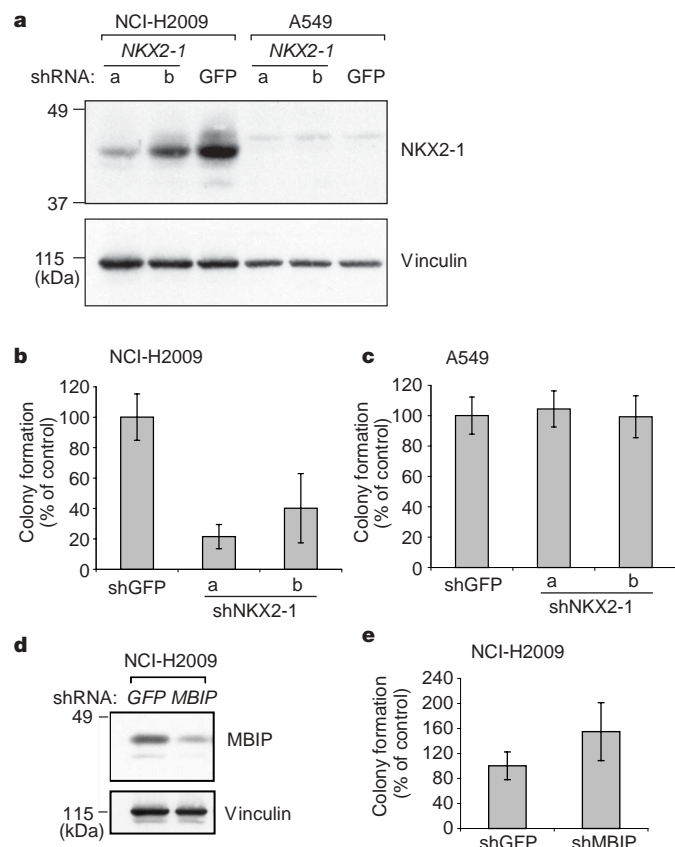 a
NCI-H2009 A549
NKX2-1 NKX2-1
shRNA: a b GFP a b GFP
49
NKX2-1
37
115
(kDa)
Vinculin
b NCI-H2009
Colony formation
(% of control)
120
100
80
60
40
20
0
shGFP a b
shNKX2-1
c A549
Colony formation
(% of control)
120
100
80
60
40
20
0
shGFP a b
shNKX2-1
d
NCI-H2009
shRNA: GFP MBIP
49
MBIP
115
(kDa)
Vinculin
e
NCI-H2009
Colony formation
(% of control)
240
200
160
120
80
40
0
shGFP shMBIP